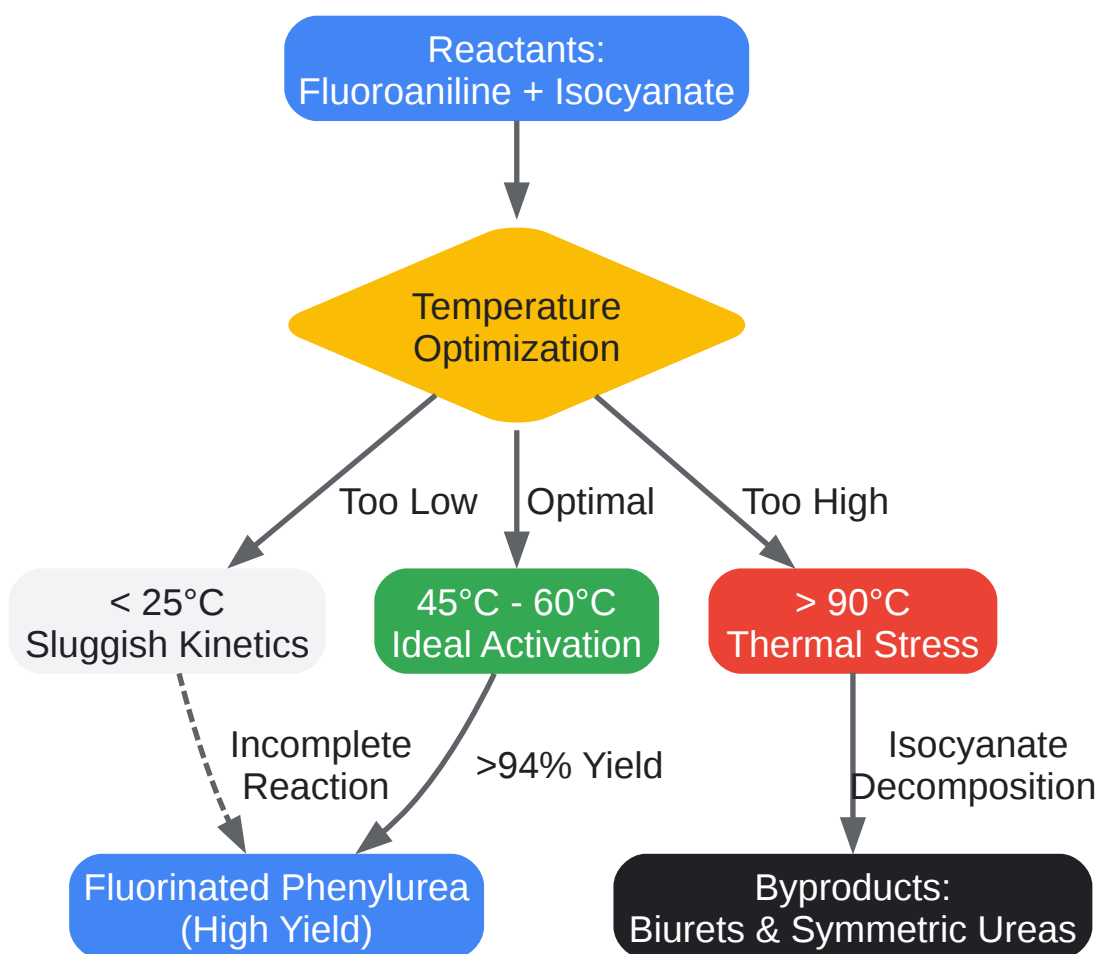 Reactants:
Fluoroaniline + Isocyanate
Temperature
Optimization
Too Low
Optimal
Too High
< 25°C
Sluggish Kinetics
45°C - 60°C
Ideal Activation
> 90°C
Thermal Stress
Incomplete
Reaction
>94% Yield
Isocyanate
Decomposition
Fluorinated Phenylurea
(High Yield)
Byproducts:
Biurets & Symmetric Ureas